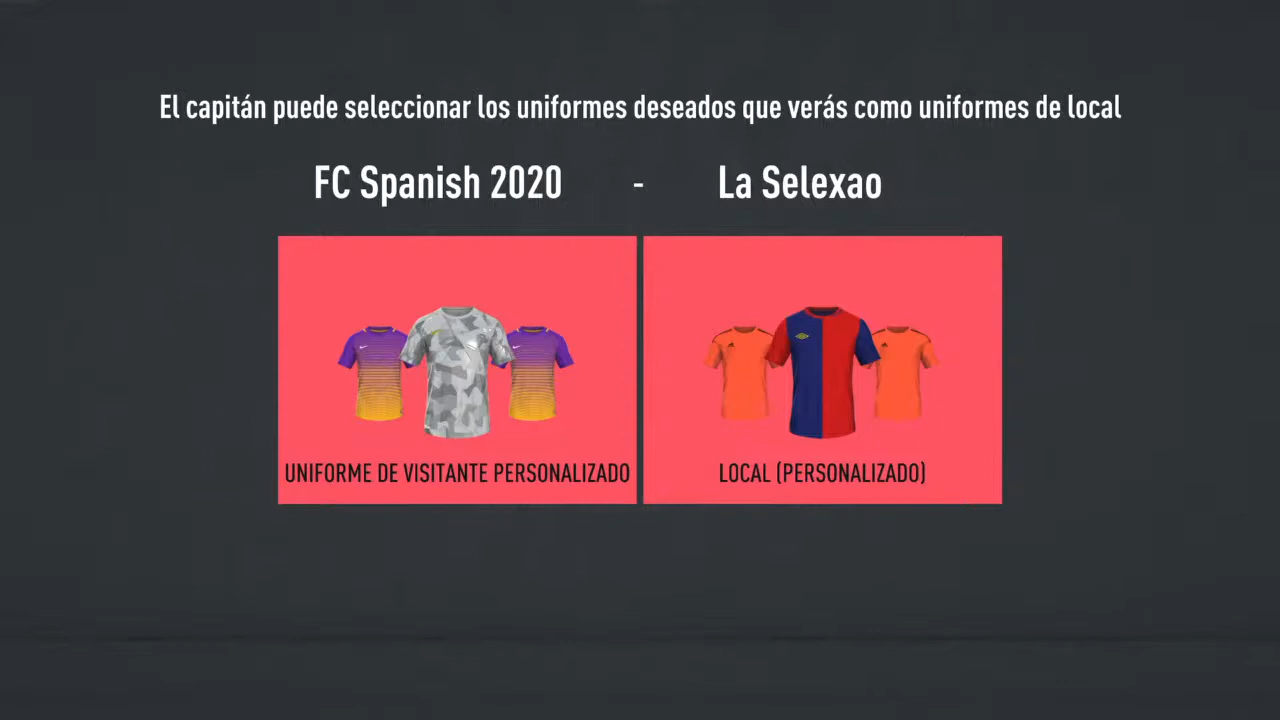 El capitán puede seleccionar los uniformes deseados que verás como uniformes de local
FC Spanish 2020 - La Selexao
UNIFORME DE VISITANTE PERSONALIZADO
LOCAL (PERSONALIZADO)